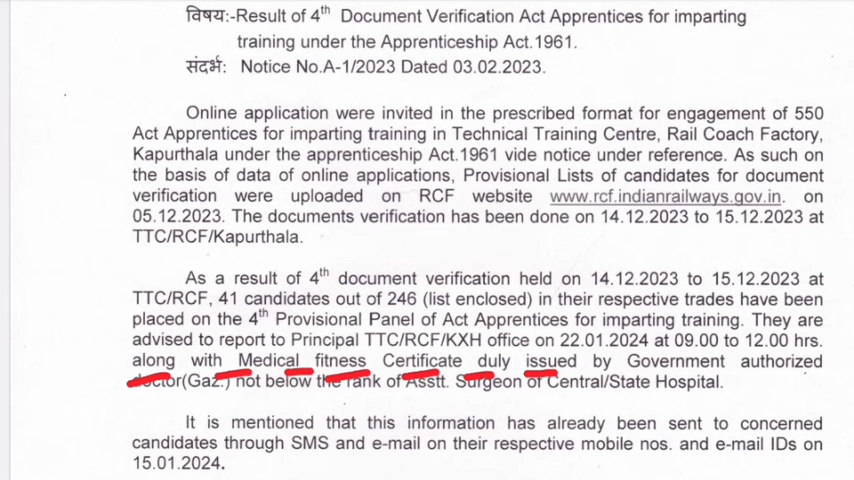 विषय:-Result of 4th Document Verification Act Apprentices for imparting
training under the Apprenticeship Act.1961.
संदर्भ: Notice No.A-1/2023 Dated 03.02.2023.
Online application were invited in the prescribed format for engagement of 550
Act Apprentices for imparting training in Technical Training Centre, Rail Coach Factory,
Kapurthala under the apprenticeship Act.1961 vide notice under reference. As such on
the basis of data of online applications, Provisional Lists of candidates for document
verification were uploaded on RCF website www.rcf.indianrailways.gov.in. on
05.12.2023. The documents verification has been done on 14.12.2023 to 15.12.2023 at
TTC/RCF/Kapurthala.
As a result of 4th document verification held on 14.12.2023 to 15.12.2023 at
TTC/RCF, 41 candidates out of 246 (list enclosed) in their respective trades have been
placed on the 4th Provisional Panel of Act Apprentices for imparting training. They are
advised to report to Principal TTC/RCF/KXH office on 22.01.2024 at 09.00 to 12.00 hrs.
along with Medical fitness Certificate duly issued by Government authorized
doctor(Gaz.) not below the rank of Asstt. Surgeon of Central/State Hospital.
It is mentioned that this information has already been sent to concerned
candidates through SMS and e-mail on their respective mobile nos. and e-mail IDs on
15.01.2024.